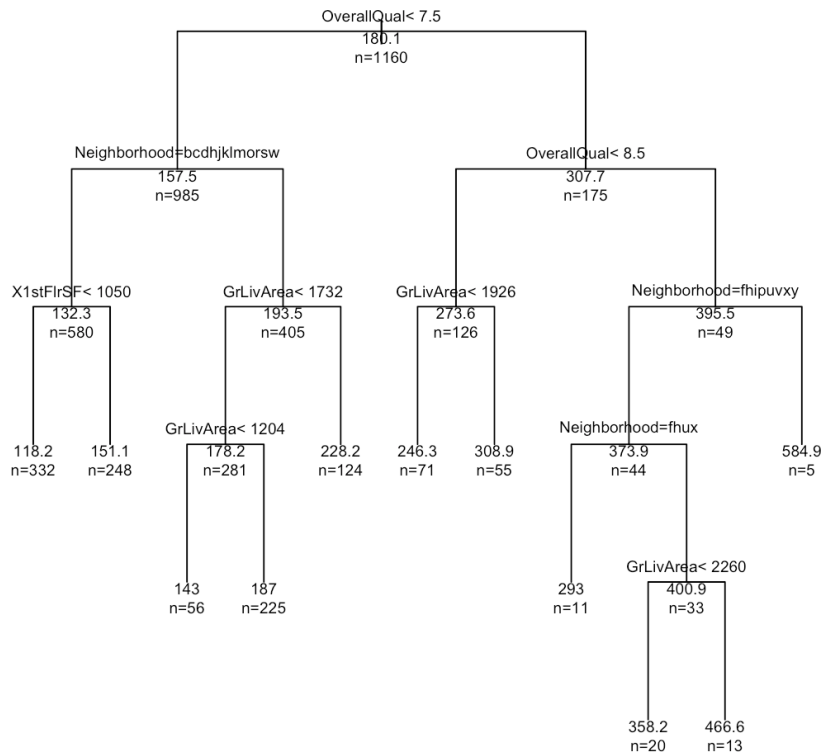 OverallQual< 7.5
180.1
n=1160
Neighborhood=bcdhjklmorsw
157.5
n=985
OverallQual< 8.5
307.7
n=175
X1stFlrSF< 1050
132.3
n=580
GrLivArea< 1732
193.5
n=405
GrLivArea< 1926
273.6
n=126
Neighborhood=fhipuvxy
395.5
n=49
118.2
n=332
151.1
n=248
GrLivArea< 1204
178.2
n=281
228.2
n=124
246.3
n=71
308.9
n=55
Neighborhood=fhux
373.9
n=44
584.9
n=5
143
n=56
187
n=225
293
n=11
GrLivArea< 2260
400.9
n=33
358.2
n=20
466.6
n=13